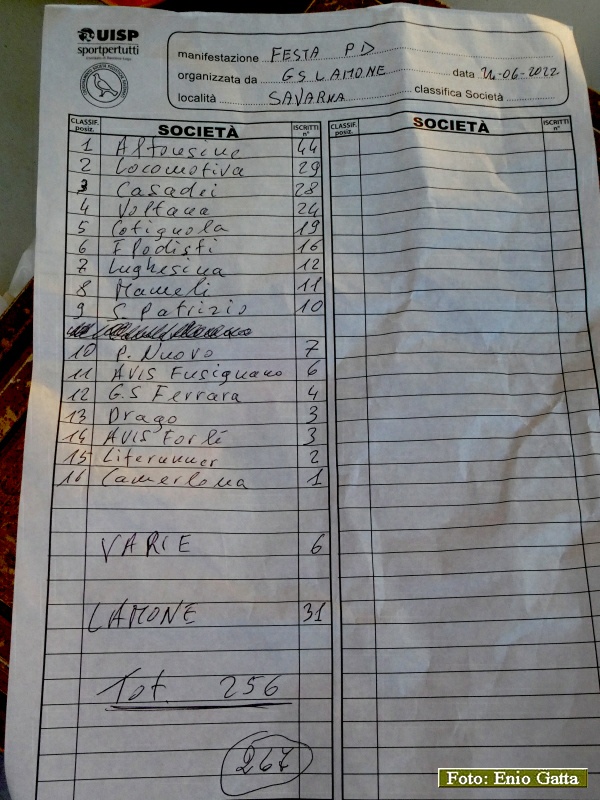 UISP
sportpertutti
manifestazione FESTA PD
organizzata da GS LAMONE data 21-06-2022
località SAVARNA classifica Società
CLASSIF. posiz. SOCIETÀ ISCRITTI n° CLASSIF. posiz. SOCIETÀ ISCRITTI n°
1 Alfonsine 44
2 Locomotiva 29
3 Casadei 28
4 Voltana 24
5 Cotignola 19
6 I Podisti 16
7 Lughesina 12
8 Mameli 11
9 S. Patrizio 10
10 P. Nuovo 7
11 AVIS Fusignano 6
12 G.S Ferrara 4
13 Drago 3
14 AVIS Forlì 3
15 Liferunner 2
16 Camerlona 1
VARIE 6
LAMONE 31
Tot. 256
267
Foto: Enio Gatta